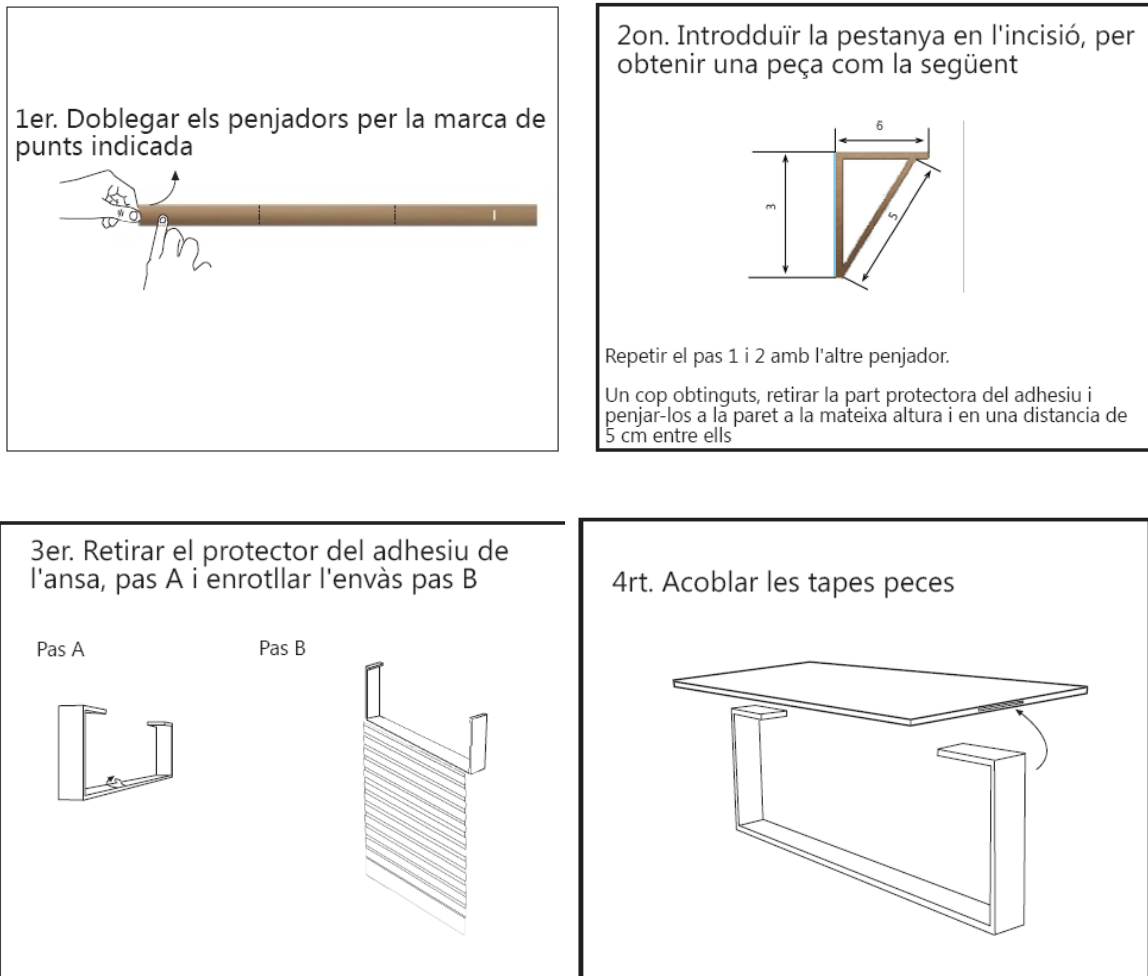 1er. Doblegar els penjadors per la marca de
punts indicada
2on. Introdduïr la pestanya en l'incisió, per
obtenir una peça com la següent
6
3
5
Repetir el pas 1 i 2 amb l'altre penjador.
Un cop obtinguts, retirar la part protectora del adhesiu i
penjar-los a la paret a la mateixa altura i en una distancia de
5 cm entre ells
3er. Retirar el protector del adhesiu de
l'ansa, pas A i enrotllar l'envàs pas B
Pas A
Pas B
4rt. Acoblar les tapes peces